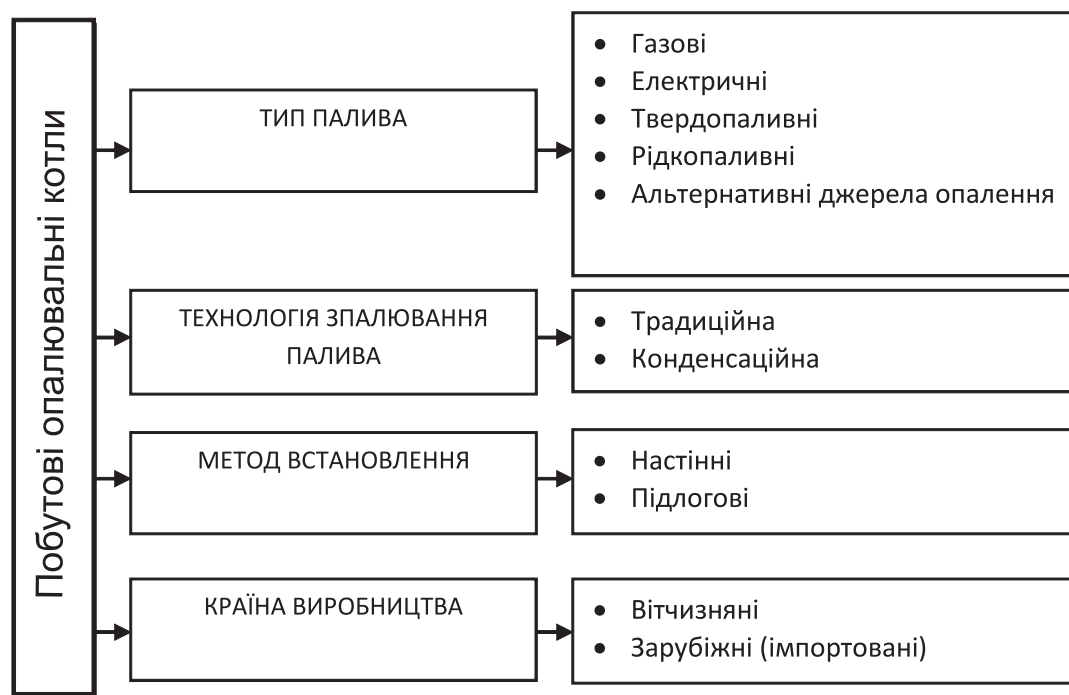 Побутові опалювальні котли
ТИП ПАЛИВА
Газові
Електричні
Твердопаливні
Рідкопаливні
Альтернативні джерела опалення
ТЕХНОЛОГІЯ ЗПАЛЮВАННЯ
ПАЛИВА
Традиційна
Конденсаційна
МЕТОД ВСТАНОВЛЕННЯ
Настінні
Підлогові
КРАЇНА ВИРОБНИЦТВА
Вітчизняні
Зарубіжні (імпортовані)